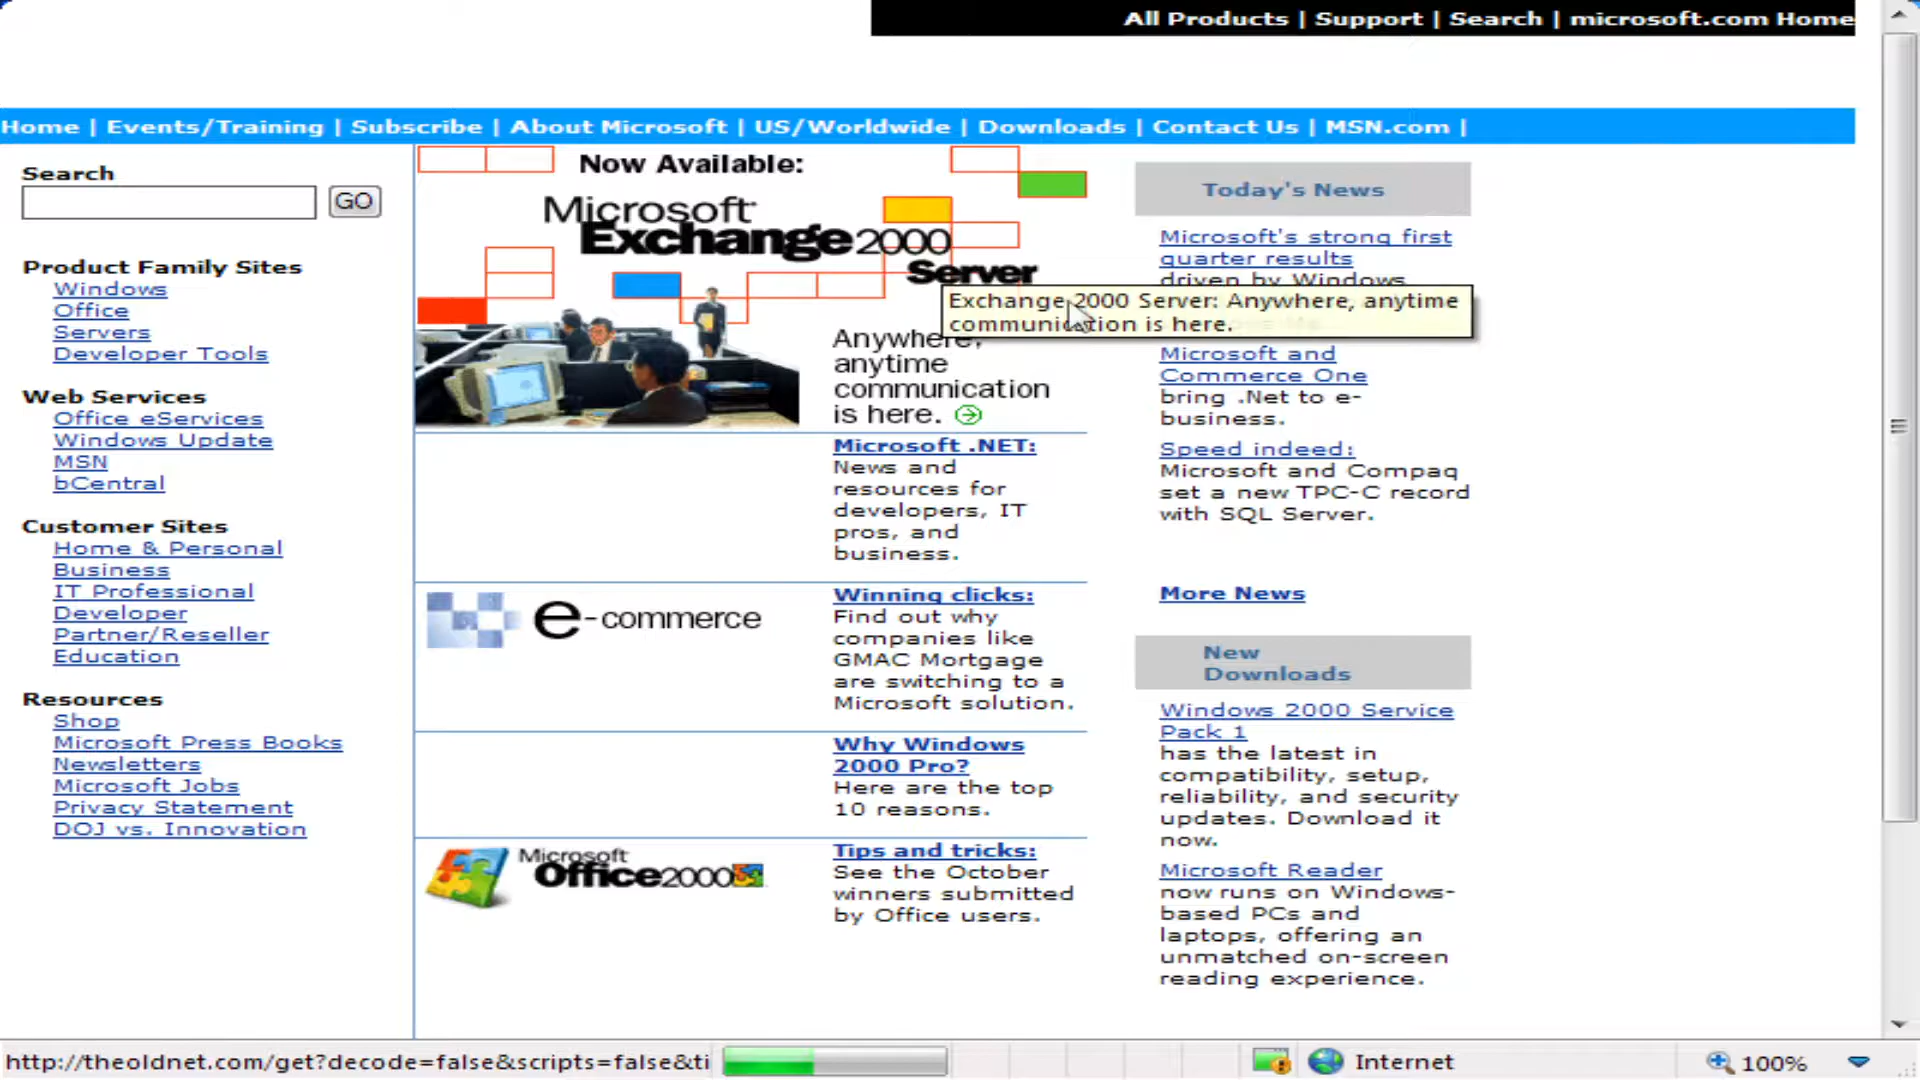 All Products | Support | Search | microsoft.com Home
Home | Events/Training | Subscribe | About Microsoft | US/Worldwide | Downloads | Contact Us | MSN.com |
Search
GO
Product Family Sites
Windows
Office
Servers
Developer Tools
Web Services
Office eServices
Windows Update
MSN
bCentral
Customer Sites
Home & Personal
Business
IT Professional
Developer
Partner/Reseller
Education
Resources
Shop
Microsoft Press Books
Newsletters
Microsoft Jobs
Privacy Statement
DOJ vs. Innovation
Now Available:
Microsoft
Exchange 2000
Server
Exchange 2000 Server: Anywhere, anytime
communication is here.
Anywhere,
anytime
communication
is here.
Microsoft .NET:
News and
resources for
developers, IT
pros, and
business.
e-commerce
Winning clicks:
Find out why
companies like
GMAC Mortgage
are switching to a
Microsoft solution.
Why Windows
2000 Pro?
Here are the top
10 reasons.
Microsoft
Office2000
Tips and tricks:
See the October
winners submitted
by Office users.
Today's News
Microsoft's strong first
quarter results
driven by Windows
Microsoft and
Commerce One
bring .Net to e-
business.
Speed indeed:
Microsoft and Compaq
set a new TPC-C record
with SQL Server.
More News
New
Downloads
Windows 2000 Service
Pack 1
has the latest in
compatibility, setup,
reliability, and security
updates. Download it
now.
Microsoft Reader
now runs on Windows-
based PCs and
laptops, offering an
unmatched on-screen
reading experience.
http://theoldnet.com/get?decode=false&scripts=false&ti
Internet
100%